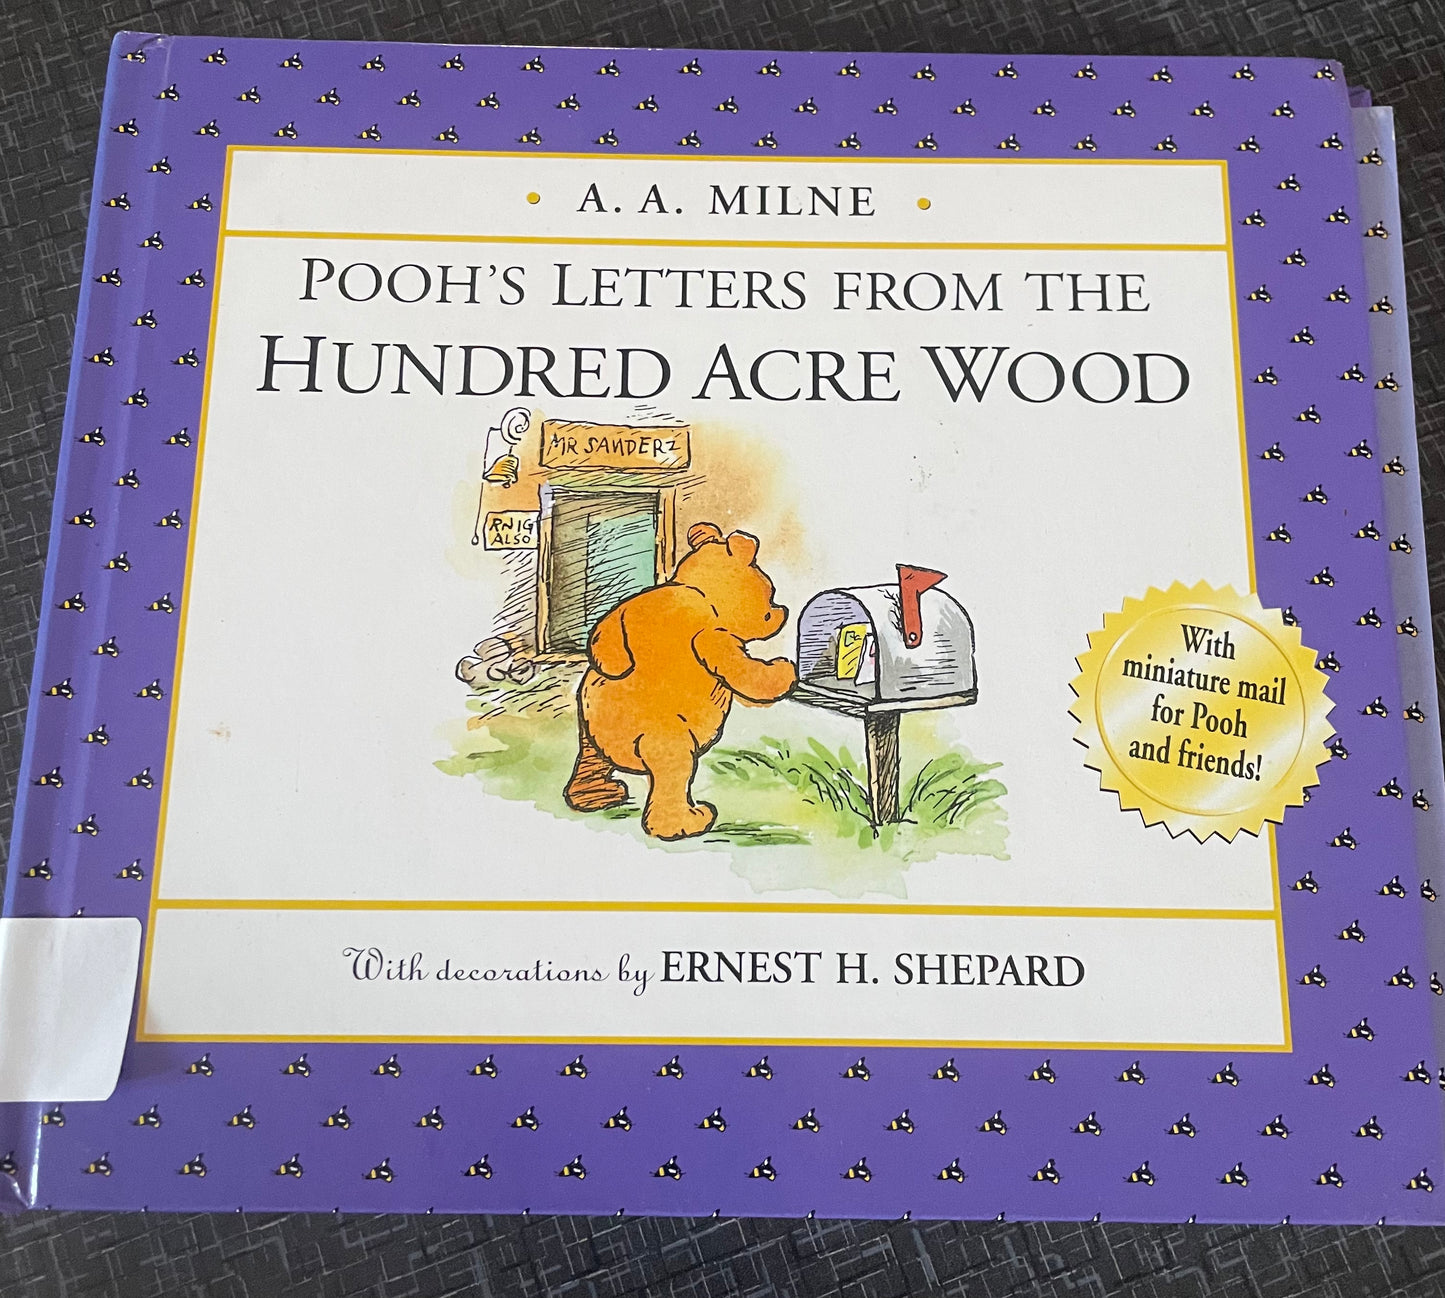 A. A. MILNE
POOH'S LETTERS FROM THE
HUNDRED ACRE WOOD
MR SANDERZ
RNIG
ALSO
With
miniature mail
for Pooh
and friends!
With decorations by ERNEST H. SHEPARD